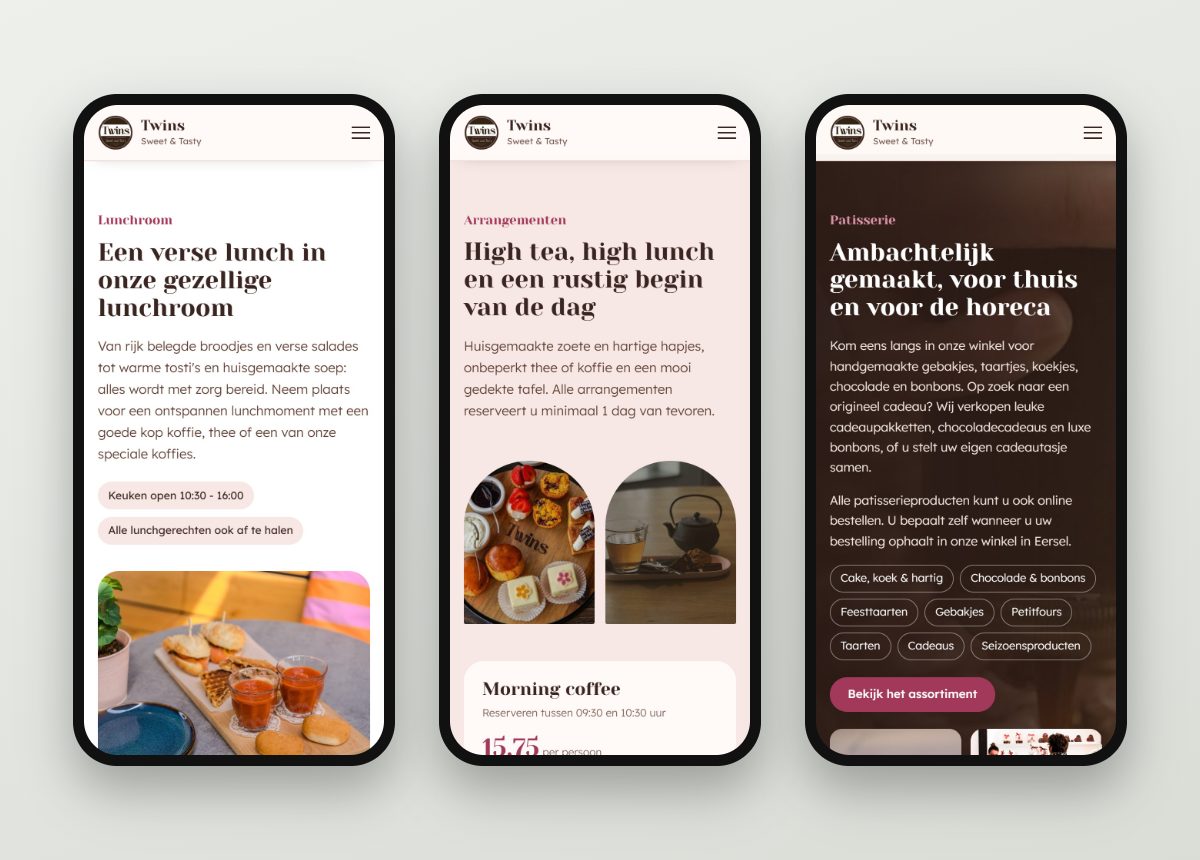 Twins
Twins
Sweet & Tasty
Lunchroom
Een verse lunch in
onze gezellige
lunchroom
Van rijk belegde broodjes en verse salades
tot warme tosti's en huisgemaakte soep:
alles wordt met zorg bereid. Neem plaats
voor een ontspannen lunchmoment met een
goede kop koffie, thee of een van onze
speciale koffies.
Keuken open 10:30 - 16:00
Alle lunchgerechten ook af te halen
Twins
Twins
Sweet & Tasty
Arrangementen
High tea, high lunch
en een rustig begin
van de dag
Huisgemaakte zoete en hartige hapjes,
onbeperkt thee of koffie en een mooi
gedekte tafel. Alle arrangementen
reserveert u minimaal 1 dag van tevoren.
Twins
Morning coffee
Reserveren tussen 09:30 en 10:30 uur
15,75 per persoon
Twins
Twins
Sweet & Tasty
Patisserie
Ambachtelijk
gemaakt, voor thuis
en voor de horeca
Kom eens langs in onze winkel voor
handgemaakte gebakjes, taartjes, koekjes,
chocolade en bonbons. Op zoek naar een
origineel cadeau? Wij verkopen leuke
cadeaupakketten, chocoladecadeaus en luxe
bonbons, of u stelt uw eigen cadeautasje
samen.
Alle patisserieproducten kunt u ook online
bestellen. U bepaalt zelf wanneer u uw
bestelling ophaalt in onze winkel in Eersel.
Cake, koek & hartig
Chocolade & bonbons
Feesttaarten
Gebakjes
Petitfours
Taarten
Cadeaus
Seizoensproducten
Bekijk het assortiment